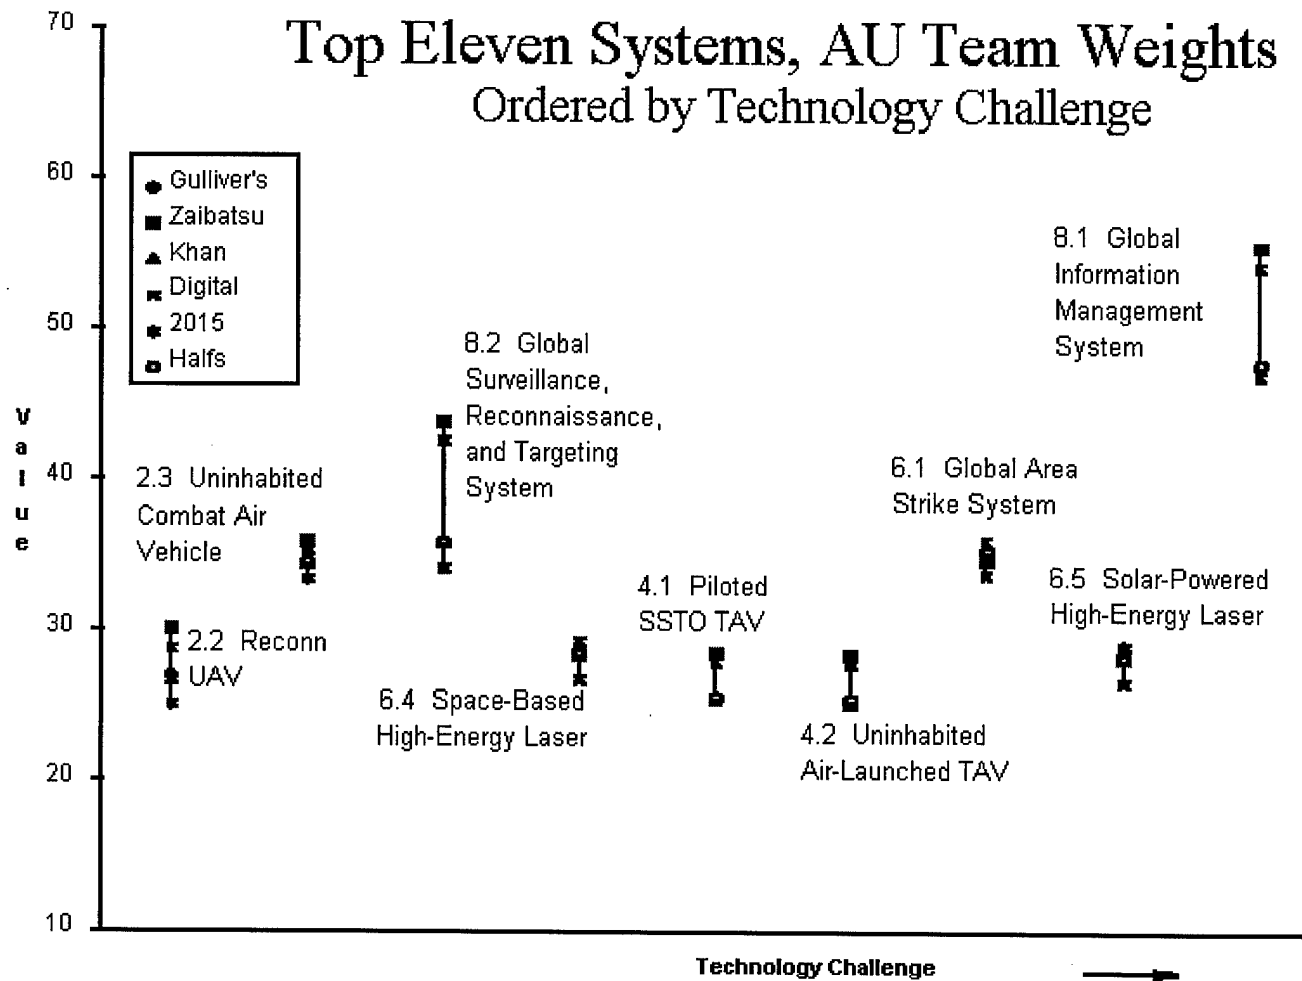 Top Eleven Systems, AU Team Weights
Ordered by Technology Challenge
70
60
50
40
30
20
10
Value
Gulliver's
Zaibatsu
Khan
Digital
2015
Halfs
2.2 Reconn
UAV
2.3 Uninhabited
Combat Air
Vehicle
8.2 Global
Surveillance,
Reconnaissance,
and Targeting
System
6.4 Space-Based
High-Energy Laser
4.1 Piloted
SSTO TAV
4.2 Uninhabited
Air-Launched TAV
6.1 Global Area
Strike System
6.5 Solar-Powered
High-Energy Laser
8.1 Global
Information
Management
System
Technology Challenge